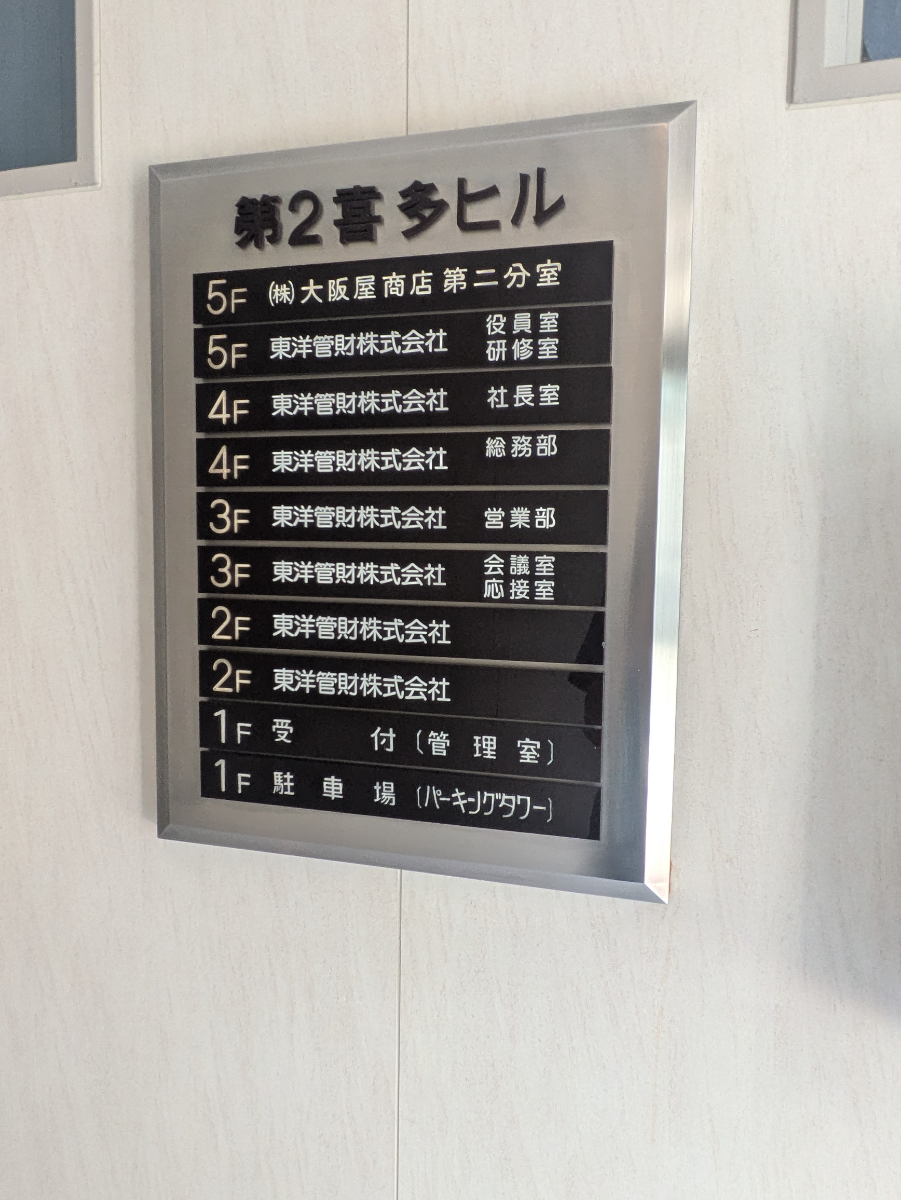 第2喜多ヒル
5F ㈱大阪屋商店 第二分室
5F 東洋管財株式会社 役員室
研修室
4F 東洋管財株式会社 社長室
4F 東洋管財株式会社 総務部
3F 東洋管財株式会社 営業部
3F 東洋管財株式会社 会議室
応接室
2F 東洋管財株式会社
2F 東洋管財株式会社
1F 受付〔管理室〕
1F 駐車場〔パーキングタワー〕